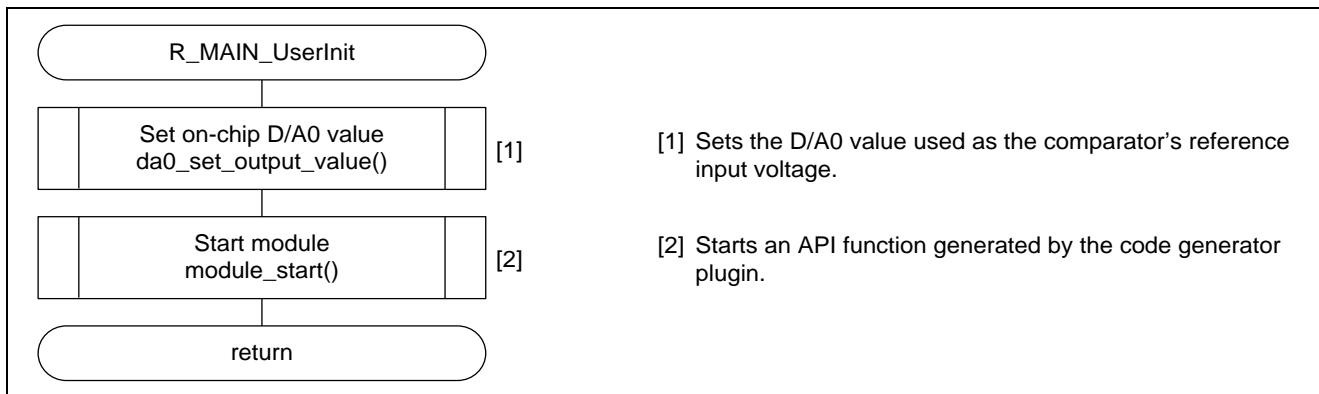 R_MAIN_UserInit
Set on-chip D/A0 value
da0_set_output_value()
[1]
[1] Sets the D/A0 value used as the comparator's reference
input voltage.
Start module
module_start()
[2]
[2] Starts an API function generated by the code generator
plugin.
return